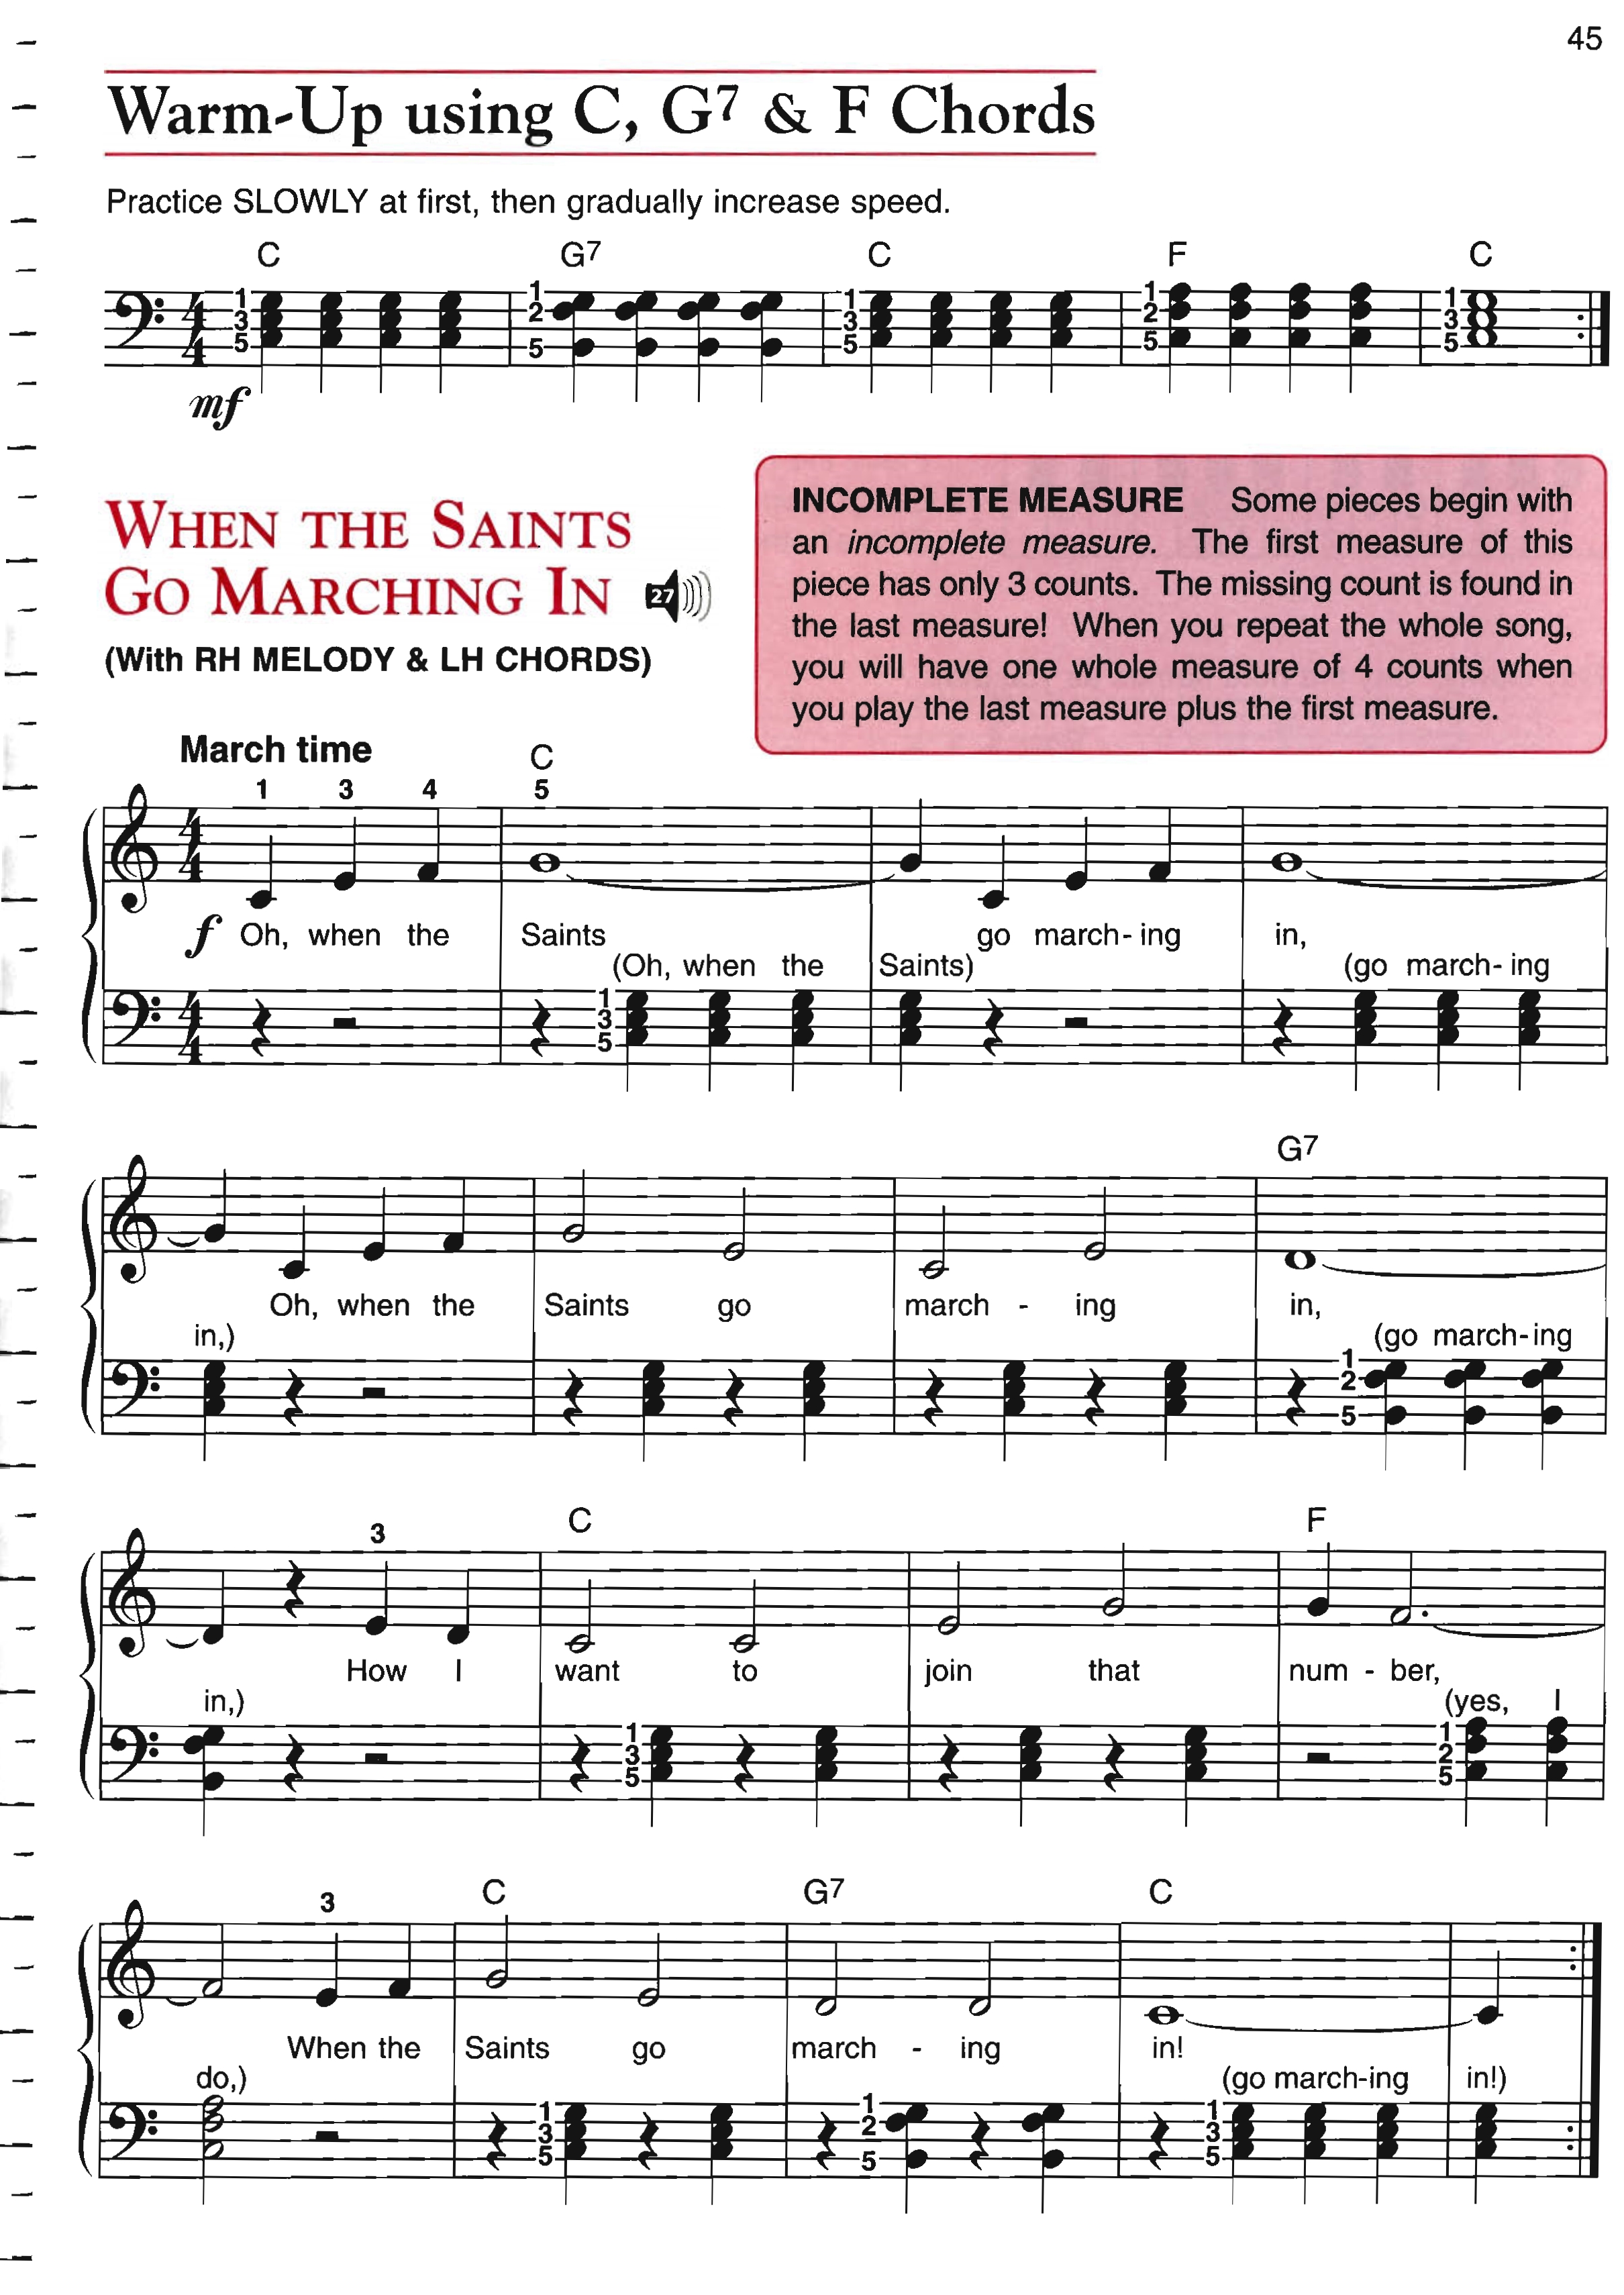 45
Warm-Up using C, G7 & F Chords
Practice SLOWLY at first, then gradually increase speed.
C G7 C F C
1 1 1 1 1
3 2 3 2 3
5 5 5 5 5
4
4
mf
WHEN THE SAINTS
GO MARCHING IN 27
(With RH MELODY & LH CHORDS)
INCOMPLETE MEASURE Some pieces begin with
an incomplete measure. The first measure of this
piece has only 3 counts. The missing count is found in
the last measure! When you repeat the whole song,
you will have one whole measure of 4 counts when
you play the last measure plus the first measure.
March time C
1 3 4 5
4
4
f Oh, when the Saints go march- ing in,
(Oh, when the Saints) (go march- ing
1
3
5
4
4
G7
Oh, when the Saints go march - ing in,
in,) (go march-ing
1
2
5
C F
3
How I want to join that num - ber,
in,) (yes, I
1 1
3 2
5 5
C G7 C
3
When the Saints go march - ing in!
do,) (go march-ing in!)
1 1 1
3 2 3
5 5 5